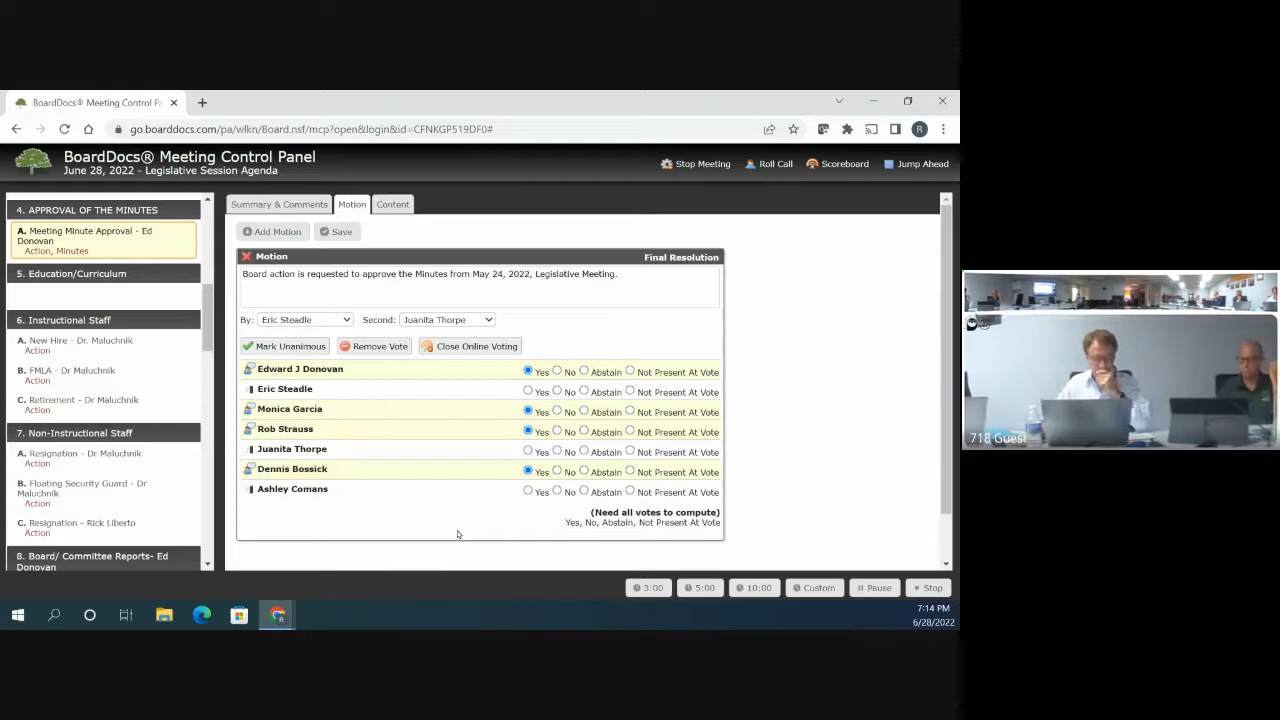 BoardDocs® Meeting Control Pa
go.boarddocs.com/pa/wlkn/Board.nsf/mcp?open&login&id=CFNKGP519DF0#
R
BoardDocs® Meeting Control Panel
June 28, 2022 - Legislative Session Agenda
Stop Meeting Roll Call Scoreboard Jump Ahead
4. APPROVAL OF THE MINUTES
A. Meeting Minute Approval - Ed
Donovan
Action, Minutes
5. Education/Curriculum
6. Instructional Staff
A. New Hire - Dr. Maluchnik
Action
B. FMLA - Dr. Maluchnik
Action
C. Retirement - Dr. Maluchnik
Action
7. Non-Instructional Staff
A. Resignation - Dr Maluchnik
Action
B. Floating Security Guard - Dr
Maluchnik
Action
C. Resignation - Rick Liberto
Action
8. Board/ Committee Reports- Ed
Donovan
Summary & Comments Motion Content
Add Motion Save
Motion Final Resolution
Board action is requested to approve the Minutes from May 24, 2022, Legislative Meeting.
By: Eric Steadle Second: Juanita Thorpe
Mark Unanimous Remove Vote Close Online Voting
Edward J Donovan Yes No Abstain Not Present At Vote
Eric Steadle Yes No Abstain Not Present At Vote
Monica Garcia Yes No Abstain Not Present At Vote
Rob Strauss Yes No Abstain Not Present At Vote
Juanita Thorpe Yes No Abstain Not Present At Vote
Dennis Bossick Yes No Abstain Not Present At Vote
Ashley Comans Yes No Abstain Not Present At Vote
(Need all votes to compute)
Yes, No, Abstain, Not Present At Vote
3:00 5:00 10:00 Custom Pause Stop
7:14 PM
6/28/2022
718 Guest